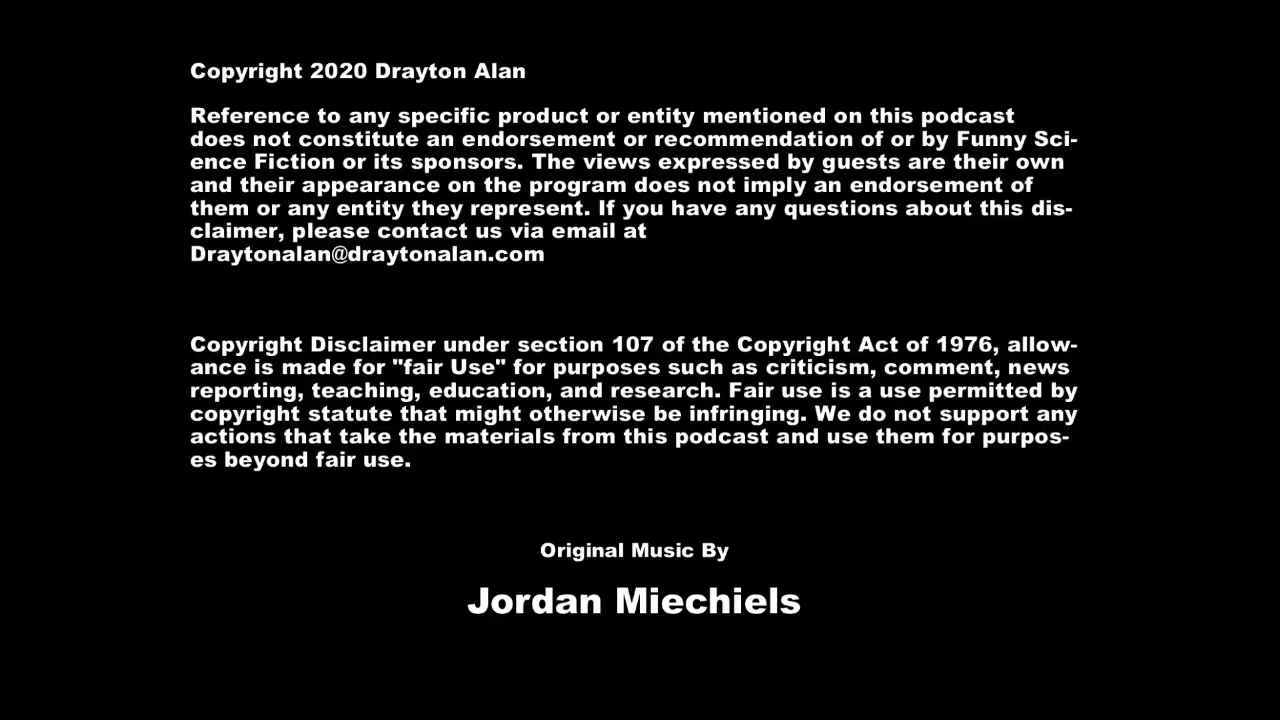 Copyright 2020 Drayton Alan
Reference to any specific product or entity mentioned on this podcast
does not constitute an endorsement or recommendation of or by Funny Sci-
ence Fiction or its sponsors. The views expressed by guests are their own
and their appearance on the program does not imply an endorsement of
them or any entity they represent. If you have any questions about this dis-
claimer, please contact us via email at
Draytonalan@draytonalan.com
Copyright Disclaimer under section 107 of the Copyright Act of 1976, allow-
ance is made for "fair Use" for purposes such as criticism, comment, news
reporting, teaching, education, and research. Fair use is a use permitted by
copyright statute that might otherwise be infringing. We do not support any
actions that take the materials from this podcast and use them for purpos-
es beyond fair use.
Original Music By
Jordan Miechiels